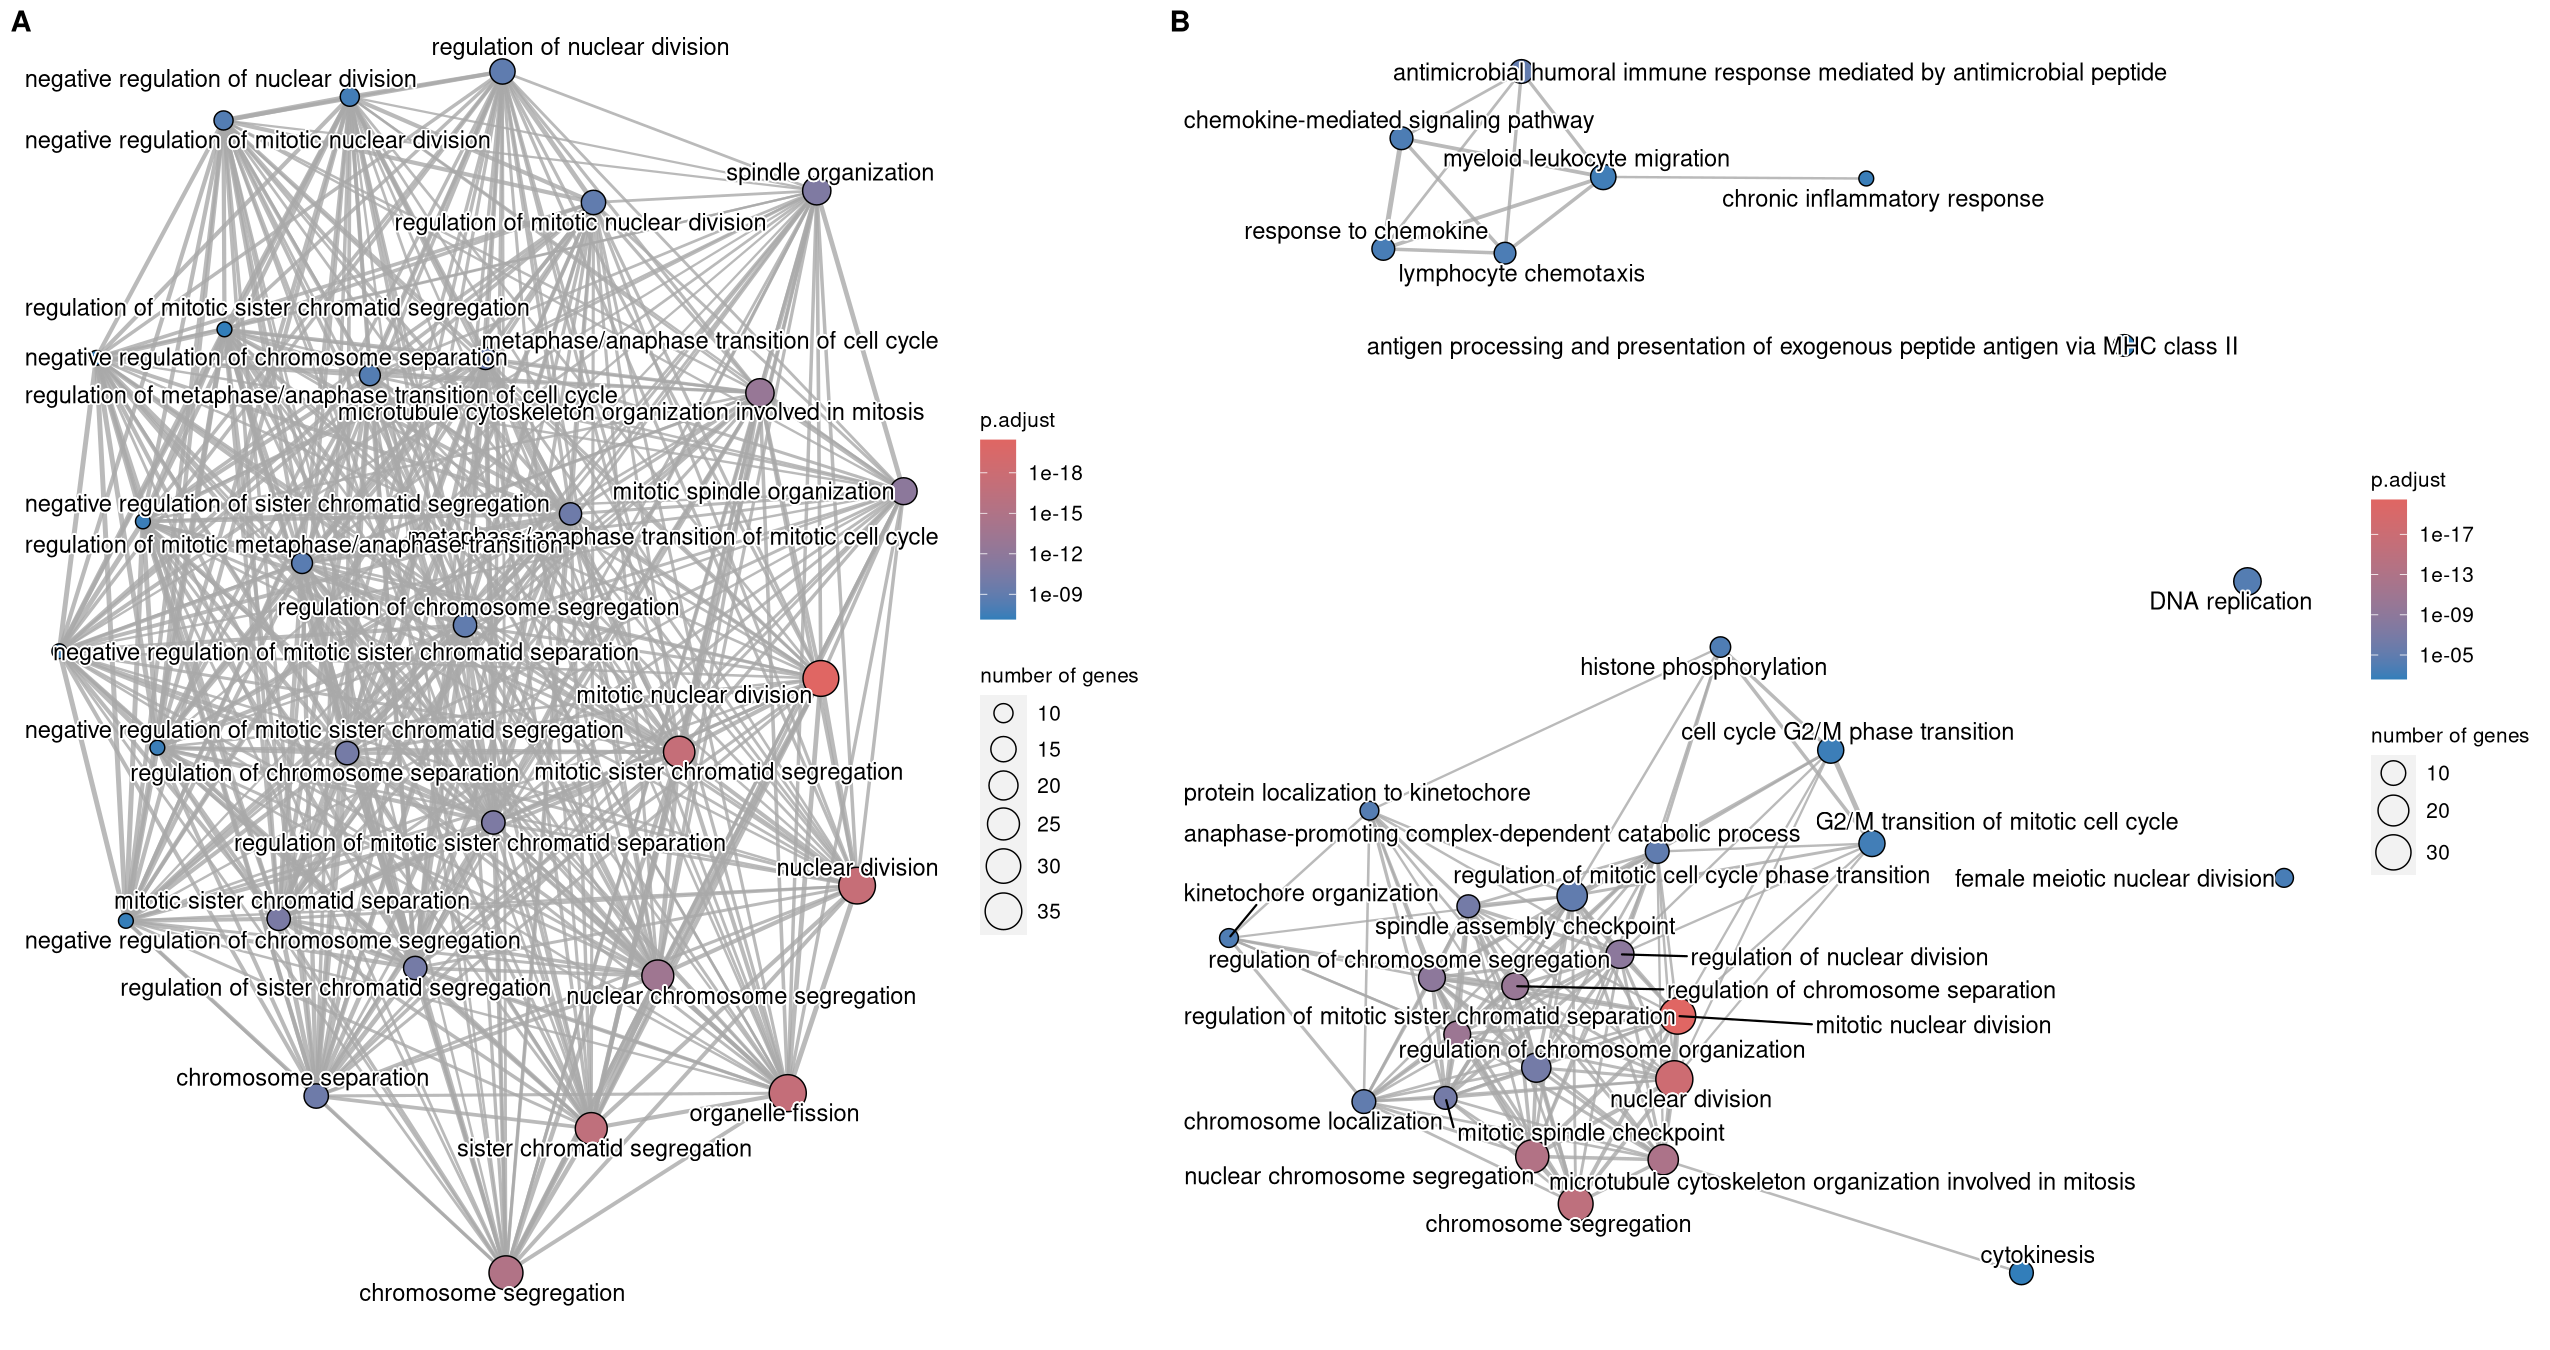 A
regulation of nuclear division
negative regulation of nuclear division
negative regulation of mitotic nuclear division
spindle organization
regulation of mitotic nuclear division
regulation of mitotic sister chromatid segregation
metaphase/anaphase transition of cell cycle
negative regulation of chromosome separation
regulation of metaphase/anaphase transition of cell cycle
microtubule cytoskeleton organization involved in mitosis
mitotic spindle organization
negative regulation of sister chromatid segregation
metaphase/anaphase transition of mitotic cell cycle
regulation of mitotic metaphase/anaphase transition
regulation of chromosome segregation
negative regulation of mitotic sister chromatid separation
mitotic nuclear division
negative regulation of mitotic sister chromatid segregation
regulation of chromosome separation
mitotic sister chromatid segregation
regulation of mitotic sister chromatid separation
nuclear division
mitotic sister chromatid separation
negative regulation of chromosome segregation
regulation of sister chromatid segregation
nuclear chromosome segregation
chromosome separation
organelle fission
sister chromatid segregation
chromosome segregation
p.adjust
1e-18
1e-15
1e-12
1e-09
number of genes
10
15
20
25
30
35
B
antimicrobial humoral immune response mediated by antimicrobial peptide
chemokine-mediated signaling pathway
myeloid leukocyte migration
chronic inflammatory response
response to chemokine
lymphocyte chemotaxis
antigen processing and presentation of exogenous peptide antigen via MHC class II
DNA replication
histone phosphorylation
cell cycle G2/M phase transition
protein localization to kinetochore
G2/M transition of mitotic cell cycle
anaphase-promoting complex-dependent catabolic process
regulation of mitotic cell cycle phase transition
female meiotic nuclear division
kinetochore organization
spindle assembly checkpoint
regulation of nuclear division
regulation of chromosome segregation
regulation of chromosome separation
regulation of mitotic sister chromatid separation
mitotic nuclear division
regulation of chromosome organization
nuclear division
chromosome localization
mitotic spindle checkpoint
nuclear chromosome segregation
microtubule cytoskeleton organization involved in mitosis
chromosome segregation
cytokinesis
p.adjust
1e-17
1e-13
1e-09
1e-05
number of genes
10
20
30